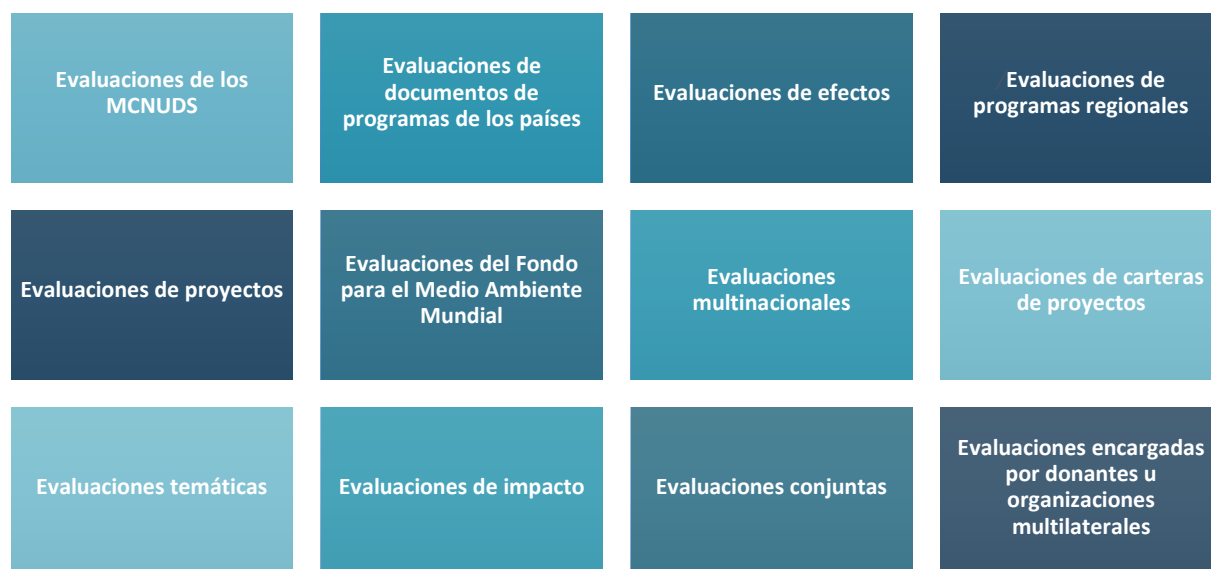 Evaluaciones de los
MCNUDS
Evaluaciones de
documentos de
programas de los países
Evaluaciones de efectos
Evaluaciones de
programas regionales
Evaluaciones de proyectos
Evaluaciones del Fondo
para el Medio Ambiente
Mundial
Evaluaciones
multinacionales
Evaluaciones de carteras
de proyectos
Evaluaciones temáticas
Evaluaciones de impacto
Evaluaciones conjuntas
Evaluaciones encargadas
por donantes u
organizaciones
multilaterales